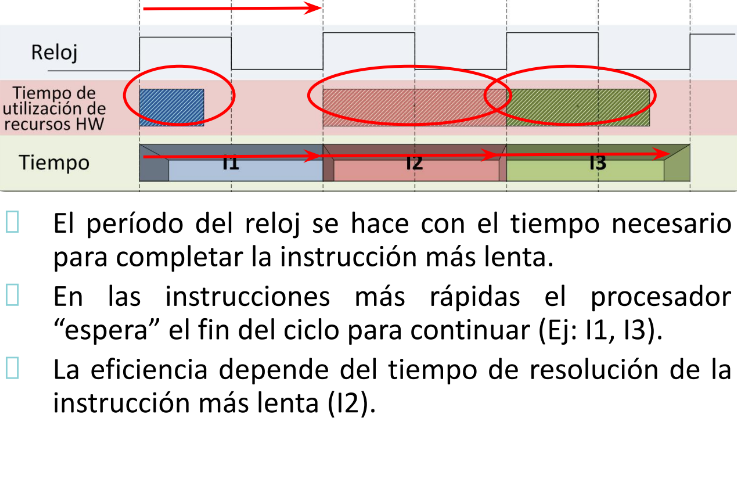 Reloj
Tiempo de
utilización de
recursos HW
Tiempo
I1
I2
I3
El período del reloj se hace con el tiempo necesario
para completar la instrucción más lenta.
En las instrucciones más rápidas el procesador
“espera” el fin del ciclo para continuar (Ej: I1, I3).
La eficiencia depende del tiempo de resolución de la
instrucción más lenta (I2).